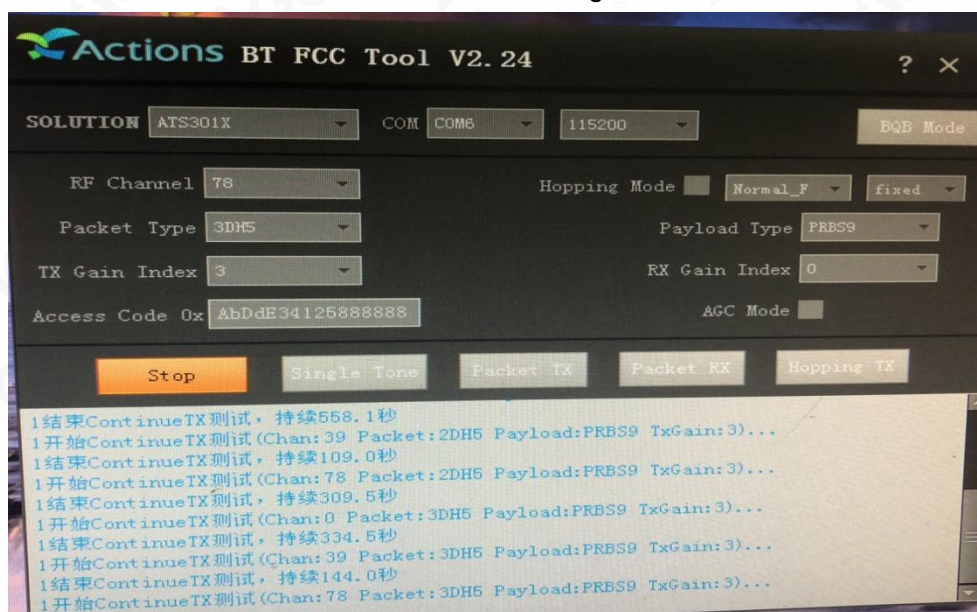 Actions BT FCC Tool V2.24
? ×
SOLUTION ATS301X COM COM6 115200 BQB Mode
RF Channel 78 Hopping Mode Normal_F fixed
Packet Type 3DH5 Payload Type PRBS9
TX Gain Index 3 RX Gain Index 0
Access Code 0x AbDdE34125888888 AGC Mode
Stop Single Tone Packet TX Packet RX Hopping TX
1结束ContinueTX测试，持续558.1秒
1开始ContinueTX测试(Chan:39 Packet:2DH5 Payload:PRBS9 TxGain:3)...
1结束ContinueTX测试，持续109.0秒
1开始ContinueTX测试(Chan:78 Packet:2DH5 Payload:PRBS9 TxGain:3)...
1结束ContinueTX测试，持续309.5秒
1开始ContinueTX测试(Chan:0 Packet:3DH5 Payload:PRBS9 TxGain:3)...
1结束ContinueTX测试，持续334.5秒
1开始ContinueTX测试(Chan:39 Packet:3DH5 Payload:PRBS9 TxGain:3)...
1结束ContinueTX测试，持续144.0秒
1开始ContinueTX测试(Chan:78 Packet:3DH5 Payload:PRBS9 TxGain:3)...